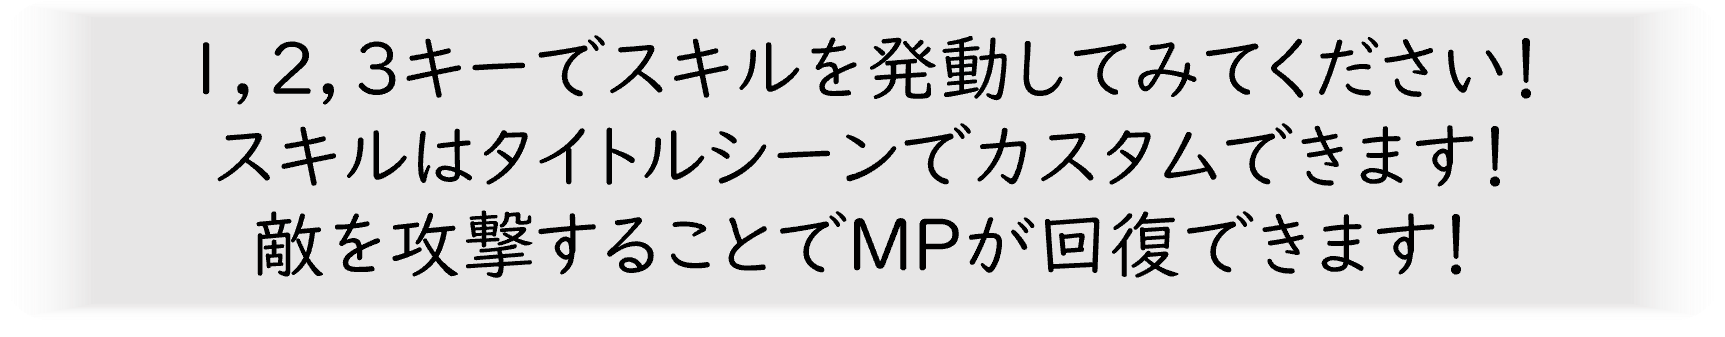 1，2，3キーでスキルを発動してみてください！
スキルはタイトルシーンでカスタムできます！
敵を攻撃することでMPが回復できます！